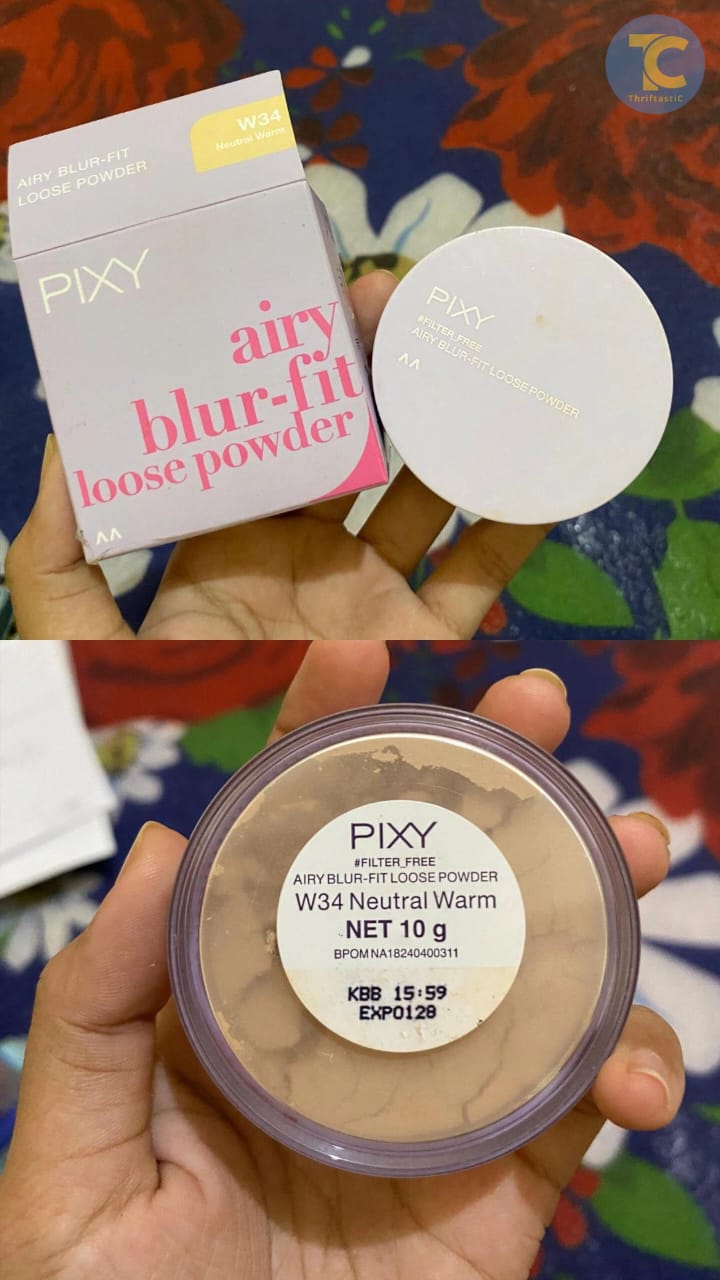 TC
ThriftastiC
W34
Neutral Warm
AIRY BLUR-FIT
LOOSE POWDER
PIXY
airy
blur-fit
loose powder
PIXY
#FILTER_FREE
AIRY BLUR-FIT LOOSE POWDER
PIXY
#FILTER_FREE
AIRY BLUR-FIT LOOSE POWDER
W34 Neutral Warm
NET 10 g
BPOM NA18240400311
KBB 15:59
EXP0128